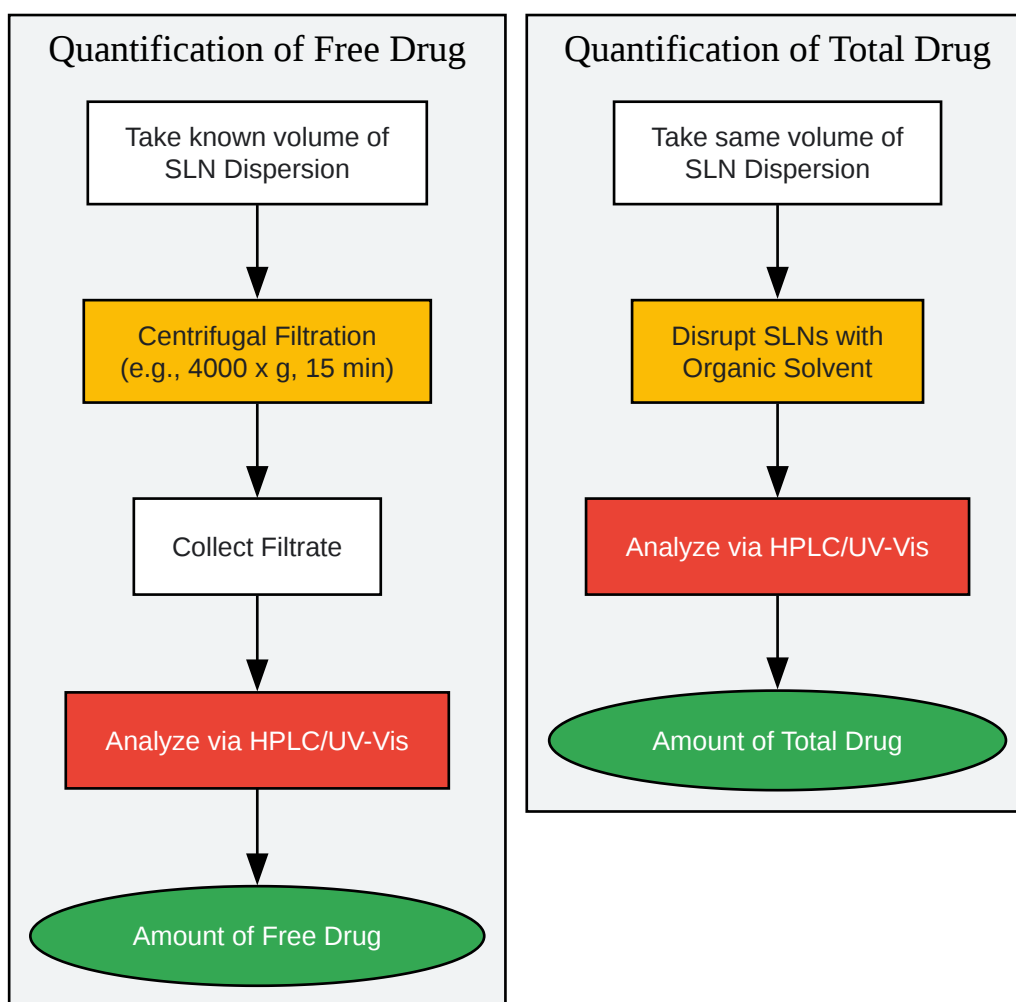 Quantification of Free Drug
Take known volume of
SLN Dispersion
Centrifugal Filtration
(e.g., 4000 x g, 15 min)
Collect Filtrate
Analyze via HPLC/UV-Vis
Amount of Free Drug
Quantification of Total Drug
Take same volume of
SLN Dispersion
Disrupt SLNs with
Organic Solvent
Analyze via HPLC/UV-Vis
Amount of Total Drug